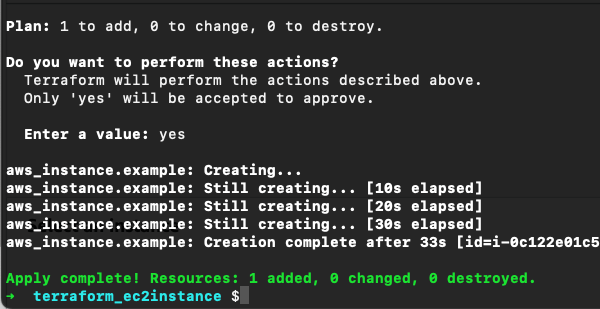 Plan: 1 to add, 0 to change, 0 to destroy.
Do you want to perform these actions?
Terraform will perform the actions described above.
Only 'yes' will be accepted to approve.
Enter a value: yes
aws_instance.example: Creating...
aws_instance.example: Still creating... [10s elapsed]
aws_instance.example: Still creating... [20s elapsed]
aws_instance.example: Still creating... [30s elapsed]
aws_instance.example: Creation complete after 33s [id=i-0c122e01c5
Apply complete! Resources: 1 added, 0 changed, 0 destroyed.
➜ terraform_ec2instance $